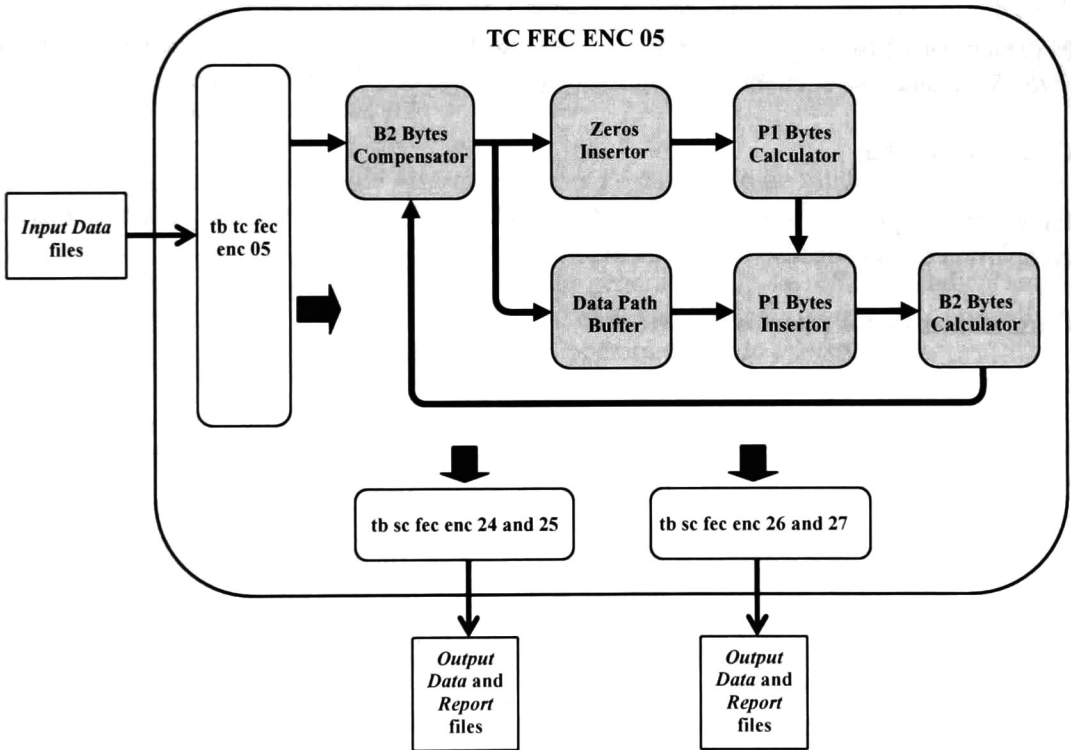 TC FEC ENC 05
B2 Bytes
Compensator
Zeros
Insertor
P1 Bytes
Calculator
Input Data
files
tb tc fec
enc 05
Data Path
Buffer
P1 Bytes
Insertor
B2 Bytes
Calculator
tb sc fec enc 24 and 25
tb sc fec enc 26 and 27
Output
Data and
Report
files
Output
Data and
Report
files